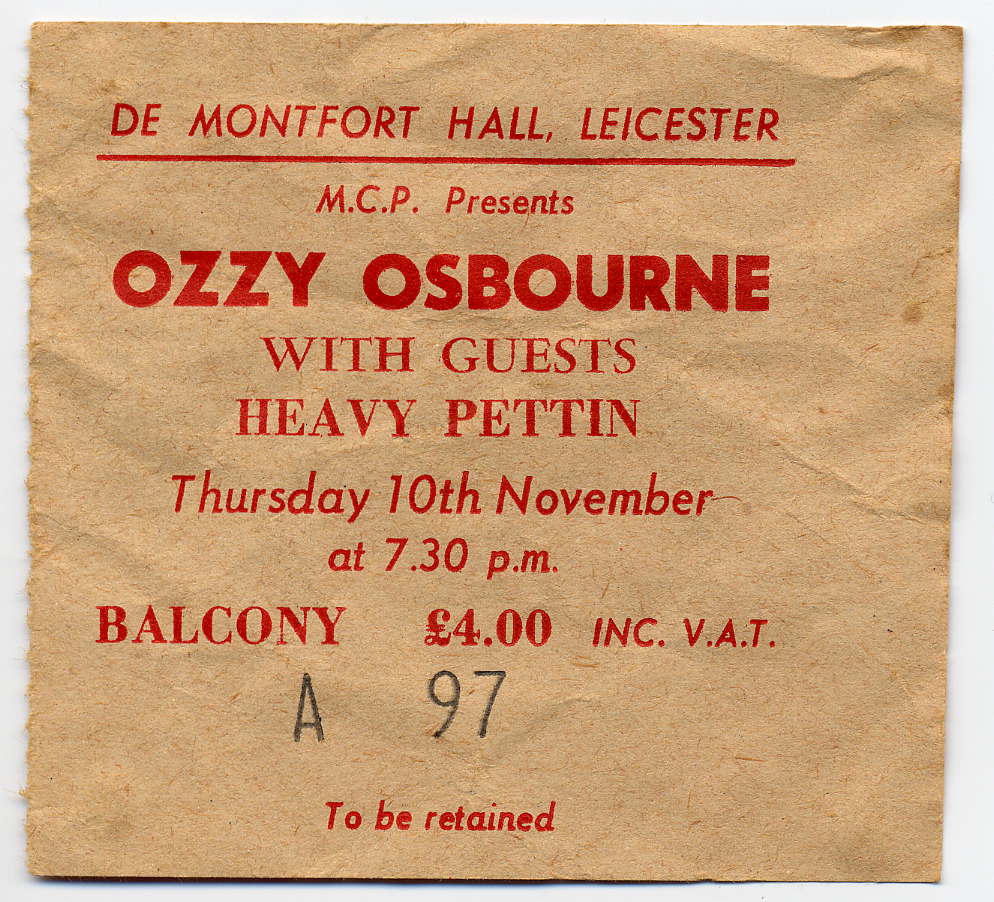 DE MONTFORT HALL, LEICESTER
M.C.P. Presents
OZZY OSBOURNE
WITH GUESTS
HEAVY PETTIN
Thursday 10th November
at 7.30 p.m.
BALCONY £4.00 INC. V.A.T.
A 97
To be retained